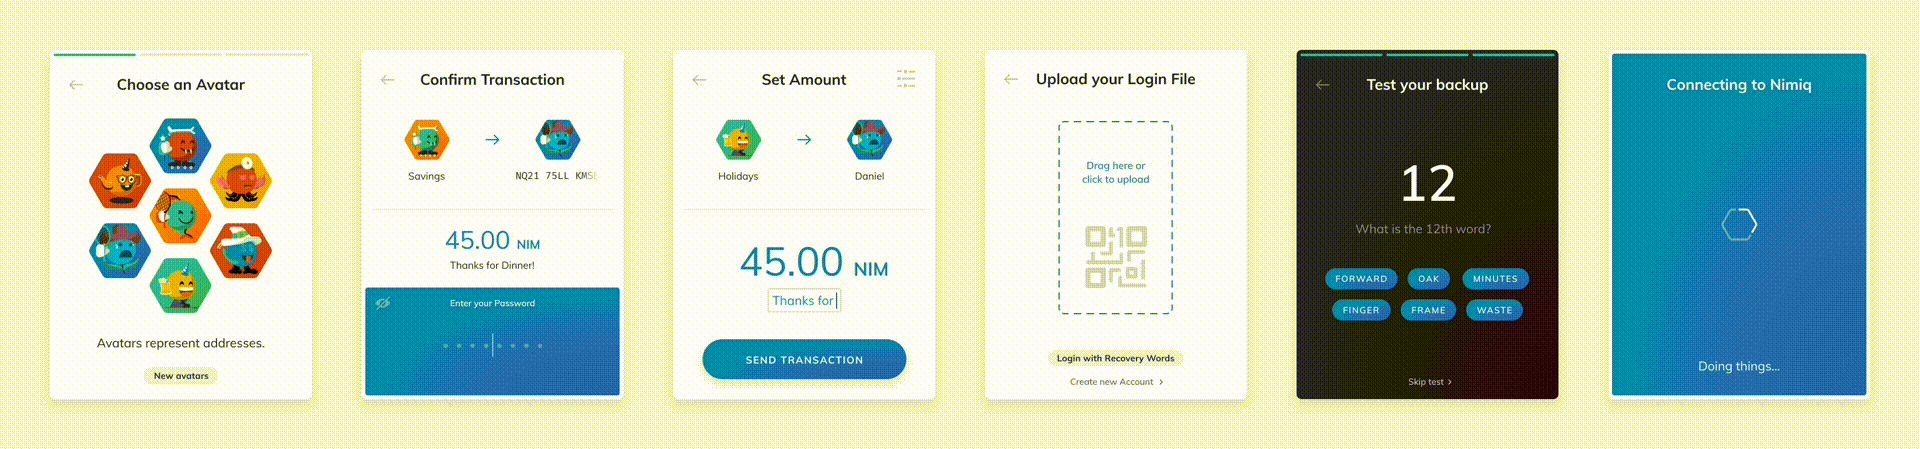 Choose an Avatar
Avatars represent addresses.
New avatars
Confirm Transaction
Savings
NQ21 75LL KMS
45.00 NIM
Thanks for Dinner!
Enter your Password
Set Amount
Holidays
Daniel
45.00 NIM
Thanks for
SEND TRANSACTION
Upload your Login File
Drag here or
click to upload
Login with Recovery Words
Create new Account
Test your backup
12
What is the 12th word?
FORWARD OAK MINUTES
FINGER FRAME WASTE
Skip test
Connecting to Nimiq
Doing things...